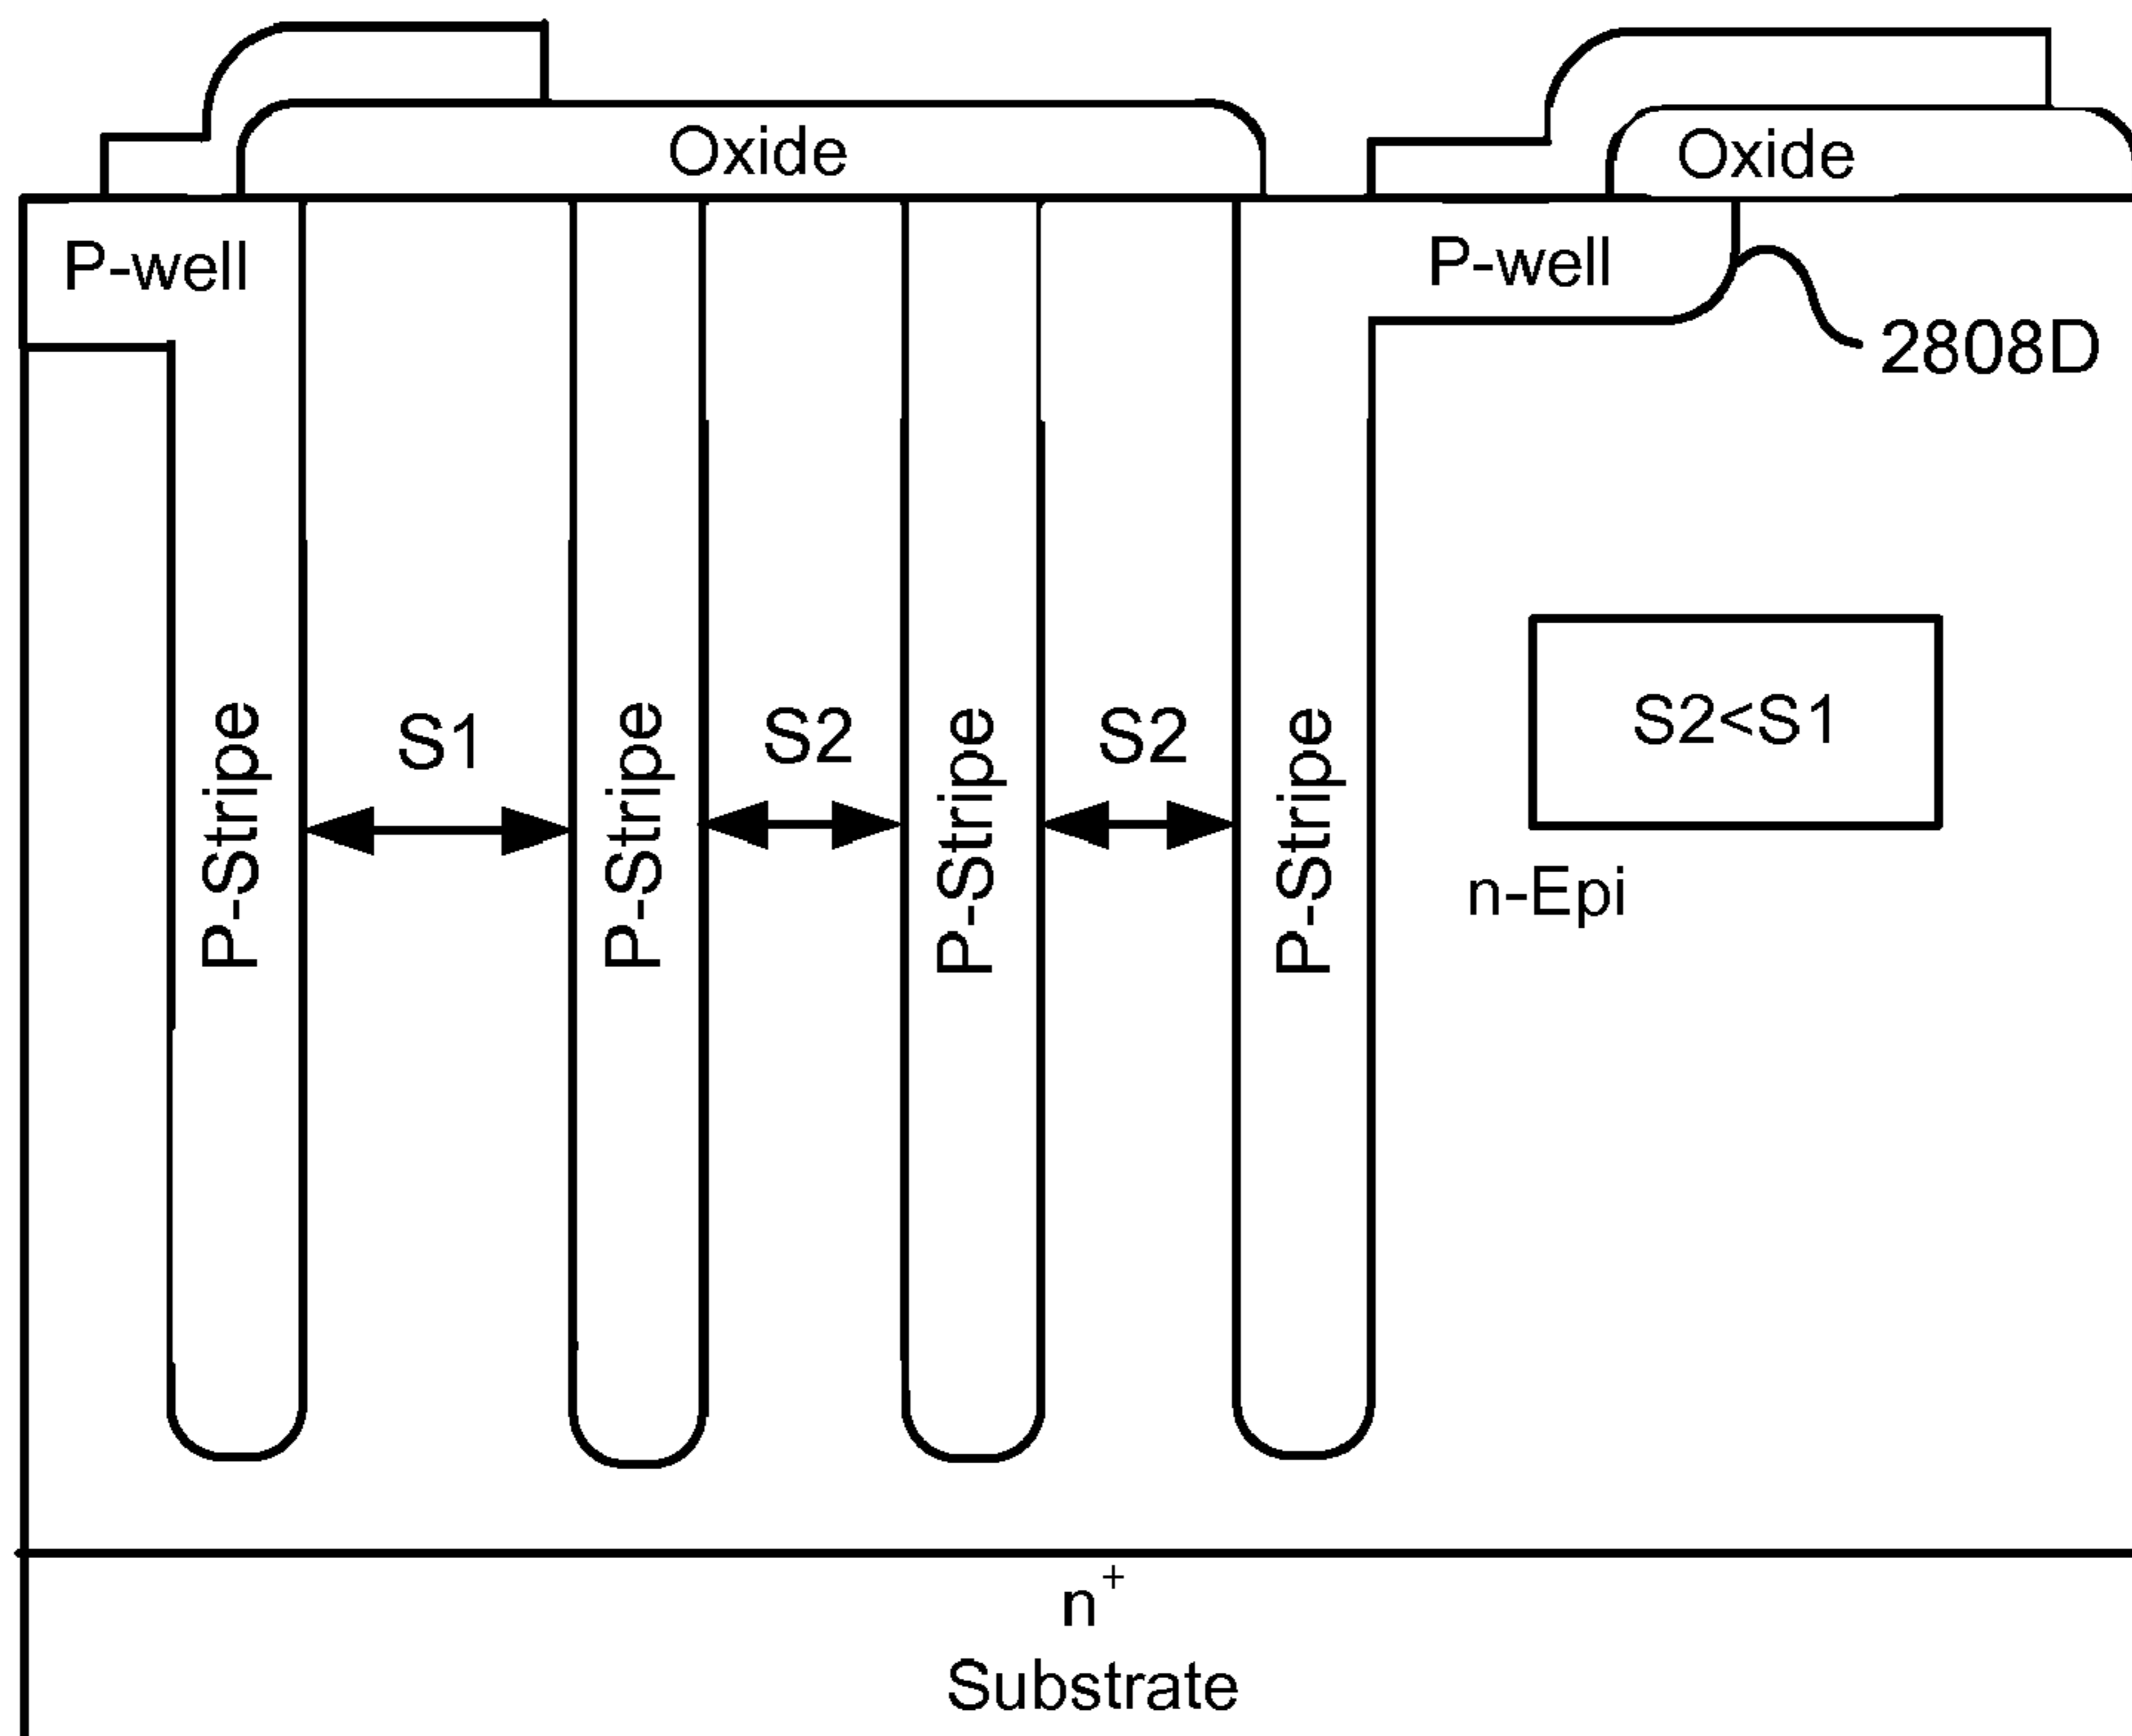 Oxide
Oxide
P-well
P-well
2808D
P-Stripe
S1
P-Stripe
S2
P-Stripe
S2
P-Stripe
S2<S1
n-Epi
n+
Substrate